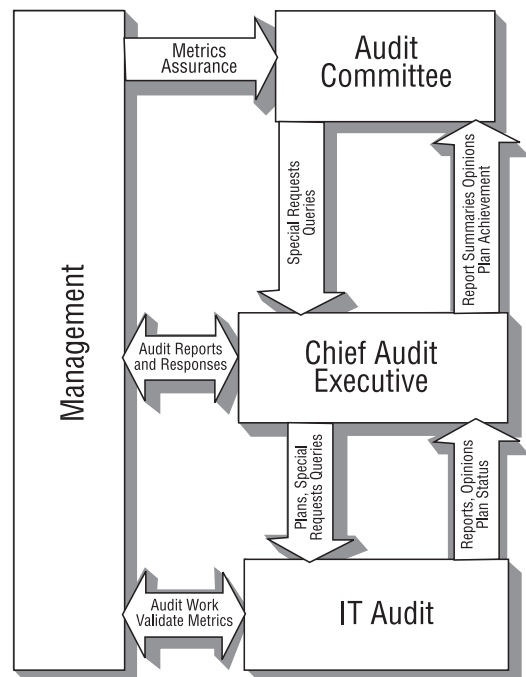 Metrics
Assurance
Audit
Committee
Special Requests
Queries
Report Summaries Opinions
Plan Achievement
Management
Audit Reports
and Responses
Chief Audit
Executive
Plans, Special
Requests Queries
Reports, Opinions
Plan Status
Audit Work
Validate Metrics
IT Audit